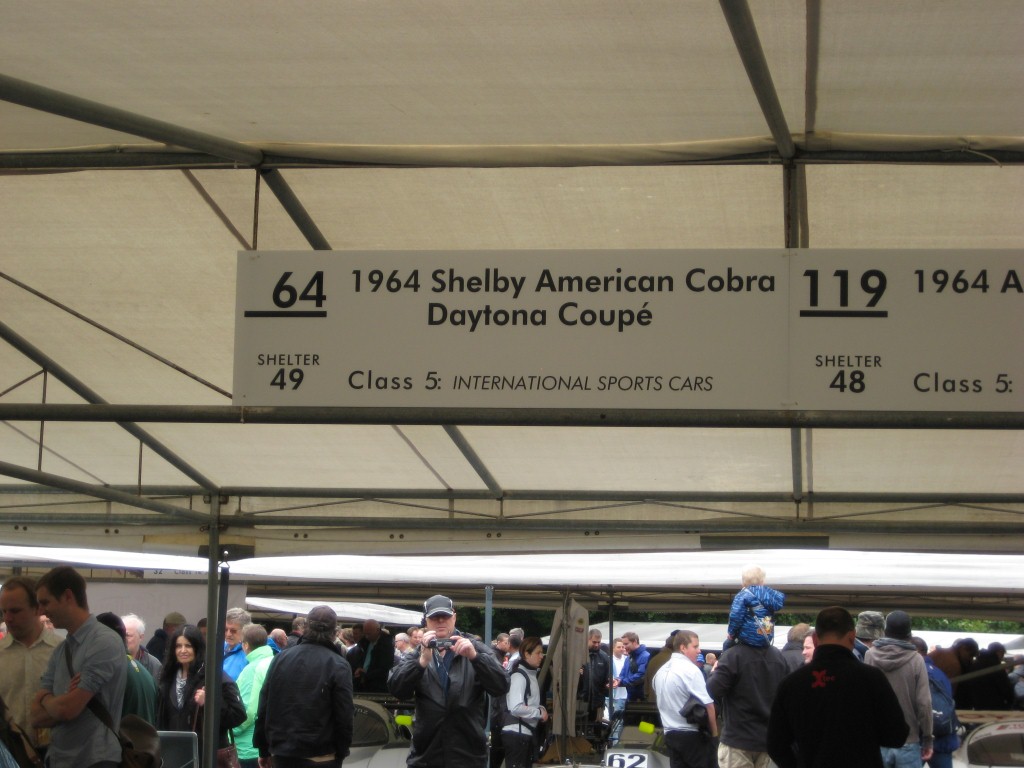 64
1964 Shelby American Cobra
Daytona Coupé
SHELTER
49
Class 5: INTERNATIONAL SPORTS CARS
119
1964 A
SHELTER
48
Class 5:
62